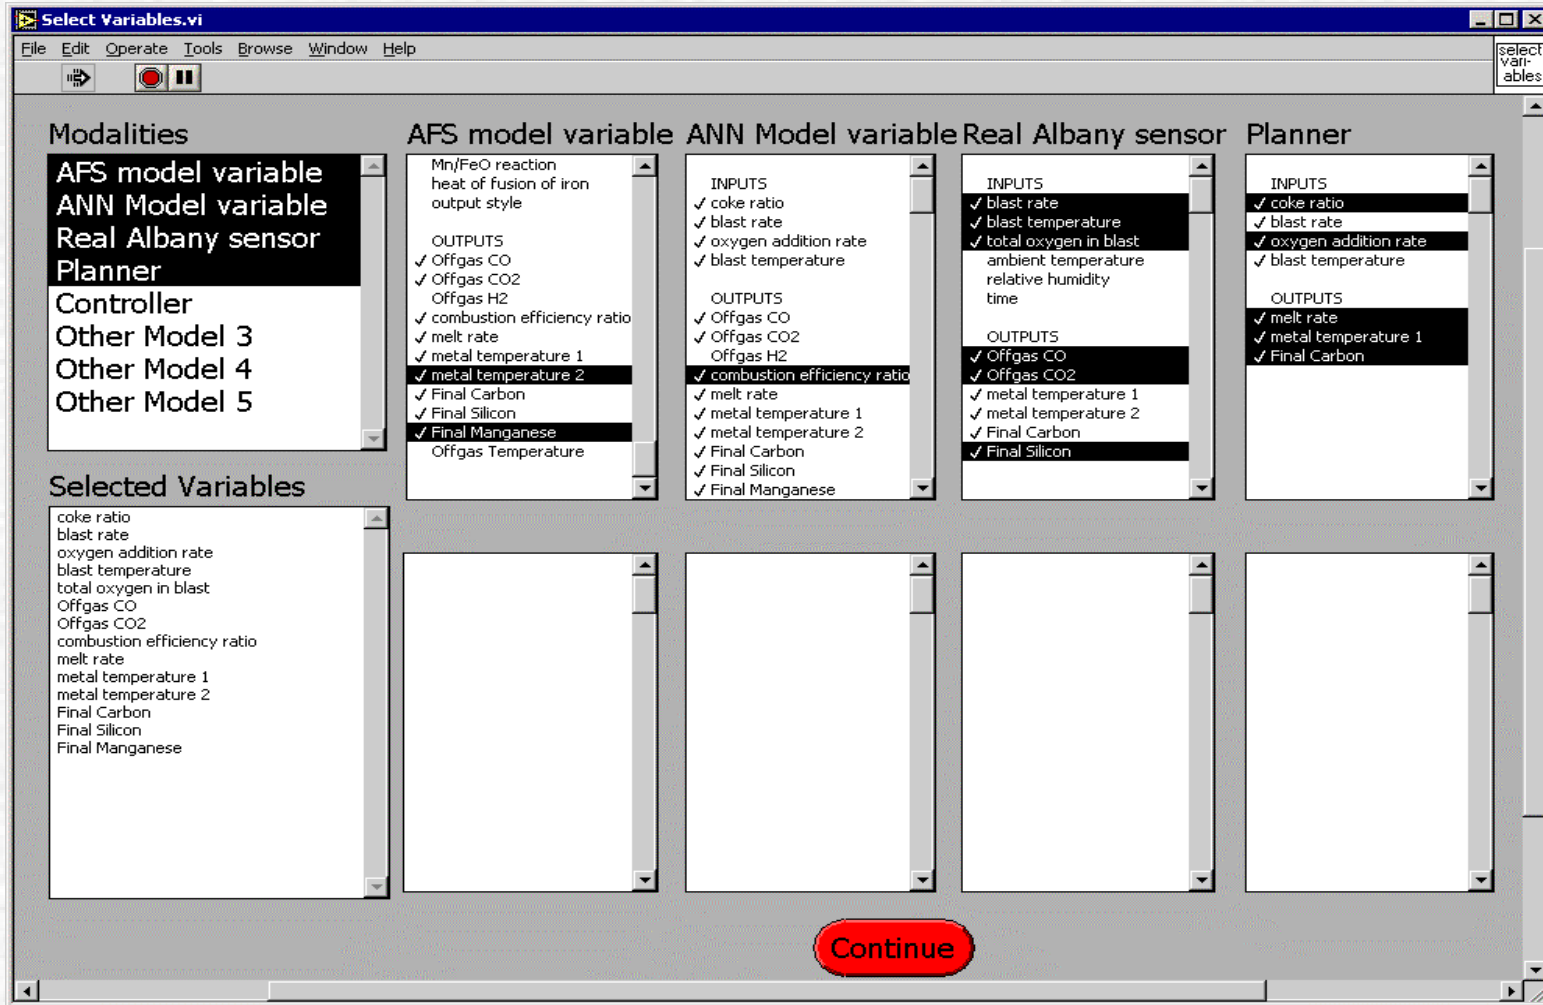 Select Variables.vi
File Edit Operate Tools Browse Window Help
select vari- ables
Modalities
AFS model variable
ANN Model variable
Real Albany sensor
Planner
Controller
Other Model 3
Other Model 4
Other Model 5
Selected Variables
coke ratio
blast rate
oxygen addition rate
blast temperature
total oxygen in blast
Offgas CO
Offgas CO2
combustion efficiency ratio
melt rate
metal temperature 1
metal temperature 2
Final Carbon
Final Silicon
Final Manganese
AFS model variable
Mn/FeO reaction
heat of fusion of iron
output style
OUTPUTS
✓ Offgas CO
✓ Offgas CO2
Offgas H2
✓ combustion efficiency ratio
✓ melt rate
✓ metal temperature 1
✓ metal temperature 2
✓ Final Carbon
✓ Final Silicon
✓ Final Manganese
Offgas Temperature
ANN Model variable
INPUTS
✓ coke ratio
✓ blast rate
✓ oxygen addition rate
✓ blast temperature
OUTPUTS
✓ Offgas CO
✓ Offgas CO2
Offgas H2
✓ combustion efficiency ratio
✓ melt rate
✓ metal temperature 1
✓ metal temperature 2
✓ Final Carbon
✓ Final Silicon
✓ Final Manganese
Real Albany sensor
INPUTS
✓ blast rate
✓ blast temperature
✓ total oxygen in blast
ambient temperature
relative humidity
time
OUTPUTS
✓ Offgas CO
✓ Offgas CO2
✓ metal temperature 1
✓ metal temperature 2
✓ Final Carbon
✓ Final Silicon
Planner
INPUTS
✓ coke ratio
✓ blast rate
✓ oxygen addition rate
✓ blast temperature
OUTPUTS
✓ melt rate
✓ metal temperature 1
✓ Final Carbon
Continue